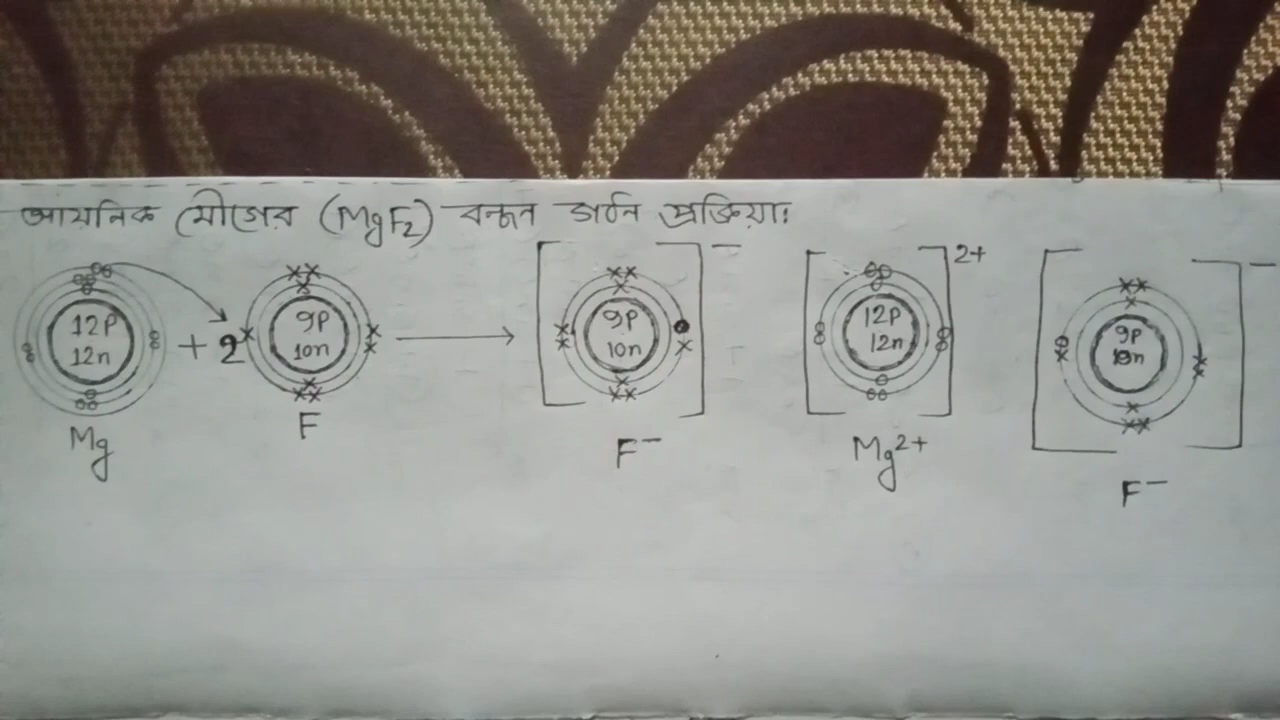 আয়নিক যৌগের (MgF₂) বন্ধন গঠন প্রক্রিয়াঃ
12p
12n
Mg
+ 2
9p
10n
F
9p
10n
−
F⁻
12p
12n
2+
Mg²⁺
9p
10n
−
F⁻